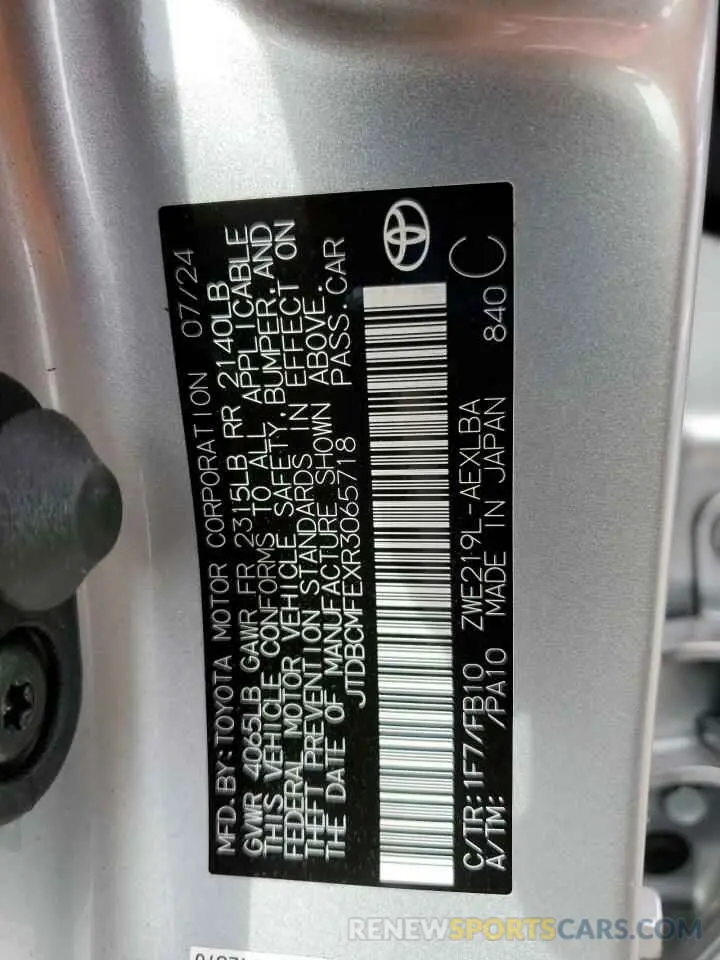 MFD.BY:TOYOTA MOTOR CORPORATION 07/24
GVWR 4065LB GAWR FR 2315LB RR 2140LB
THIS VEHICLE CONFORMS TO ALL APPLICABLE
FEDERAL MOTOR VEHICLE SAFETY,BUMPER,AND
THEFT PREVENTION STANDARDS IN EFFECT ON
THE DATE OF MANUFACTURE SHOWN ABOVE.
JTDBCMFEXR3065718 PASS.CAR
C/TR:1F7/FB10 ZWE219L-AEXLBA 840 C
A/TM: /PA10 MADE IN JAPAN
RENEWSPORTSCARS.COM